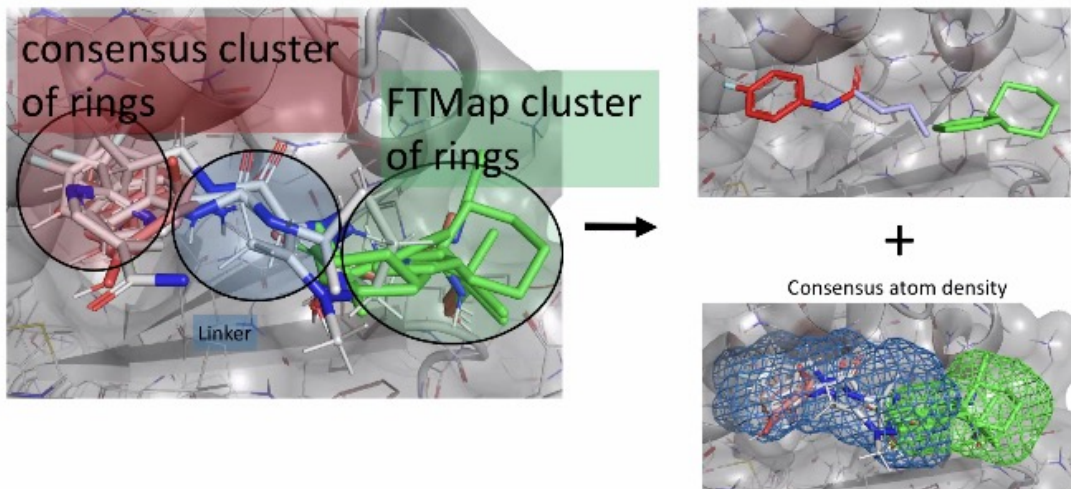 consensus cluster
of rings
FTMap cluster
of rings
Linker
+
Consensus atom density